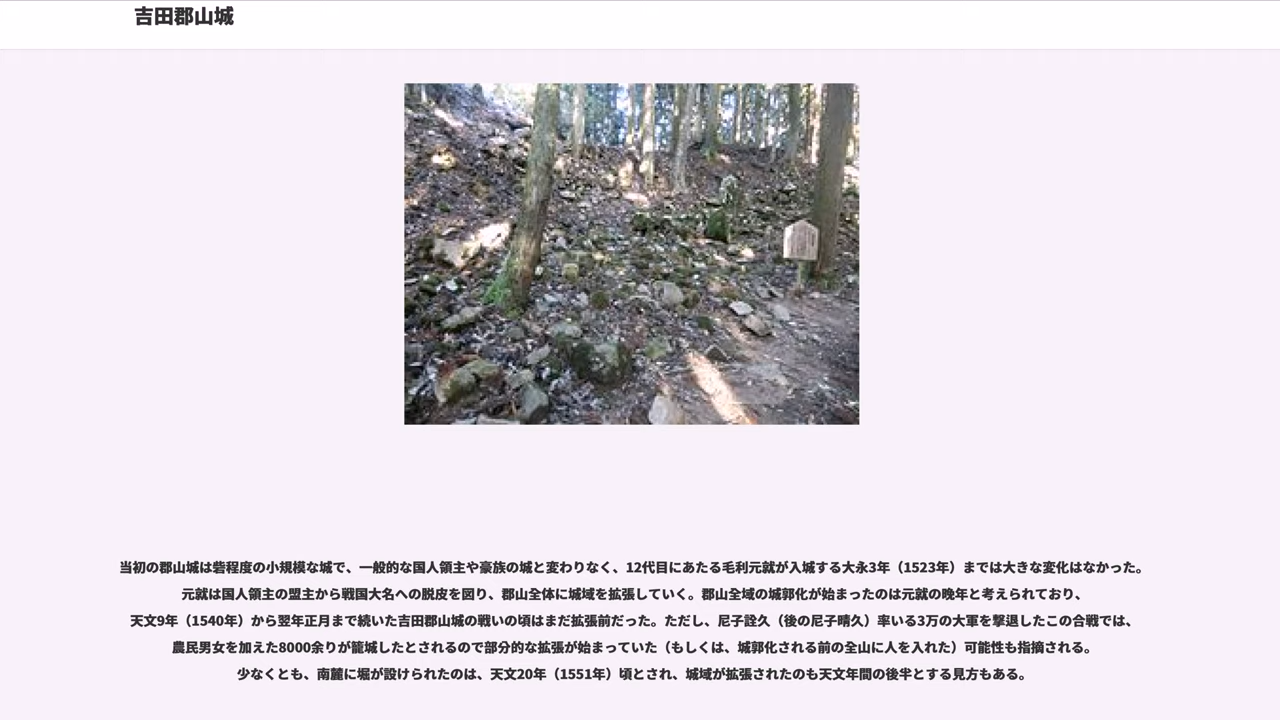 吉田郡山城
当初の郡山城は砦程度の小規模な城で、一般的な国人領主や豪族の城と変わりなく、12代目にあたる毛利元就が入城する大永3年（1523年）までは大きな変化はなかった。
元就は国人領主の盟主から戦国大名への脱皮を図り、郡山全体に城域を拡張していく。郡山全域の城郭化が始まったのは元就の晩年と考えられており、
天文9年（1540年）から翌年正月まで続いた吉田郡山城の戦いの頃はまだ拡張前だった。ただし、尼子詮久（後の尼子晴久）率いる3万の大軍を撃退したこの合戦では、
農民男女を加えた8000余りが籠城したとされるので部分的な拡張が始まっていた（もしくは、城郭化される前の全山に人を入れた）可能性も指摘される。
少なくとも、南麓に堀が設けられたのは、天文20年（1551年）頃とされ、城域が拡張されたのも天文年間の後半とする見方もある。